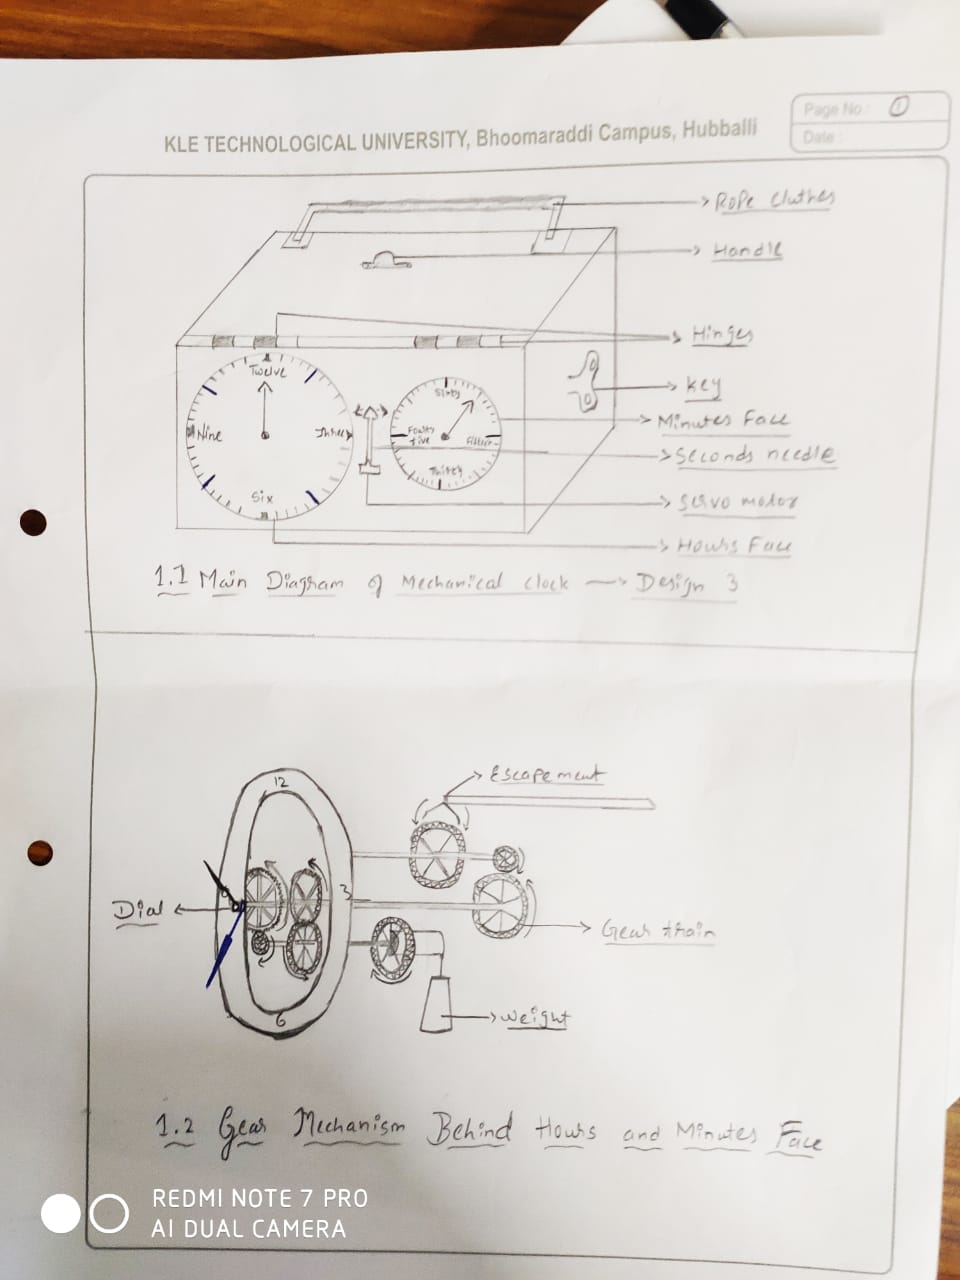 Page No.: 1
Date :
KLE TECHNOLOGICAL UNIVERSITY, Bhoomaraddi Campus, Hubballi
Rope Cluthes
Handle
Hinges
Key
Minutes Face
Seconds needle
Servo motor
Hours Face
Twelve
Three
Six
Nine
Sixty
Fifteen
Thirty
Fourty
five
1.1 Main Diagram of Mechanical clock → Design 3
Escapement
12
3
6
Dial
Gear train
Weight
1.2 Gear Mechanism Behind Hours and Minutes Face
REDMI NOTE 7 PRO
AI DUAL CAMERA